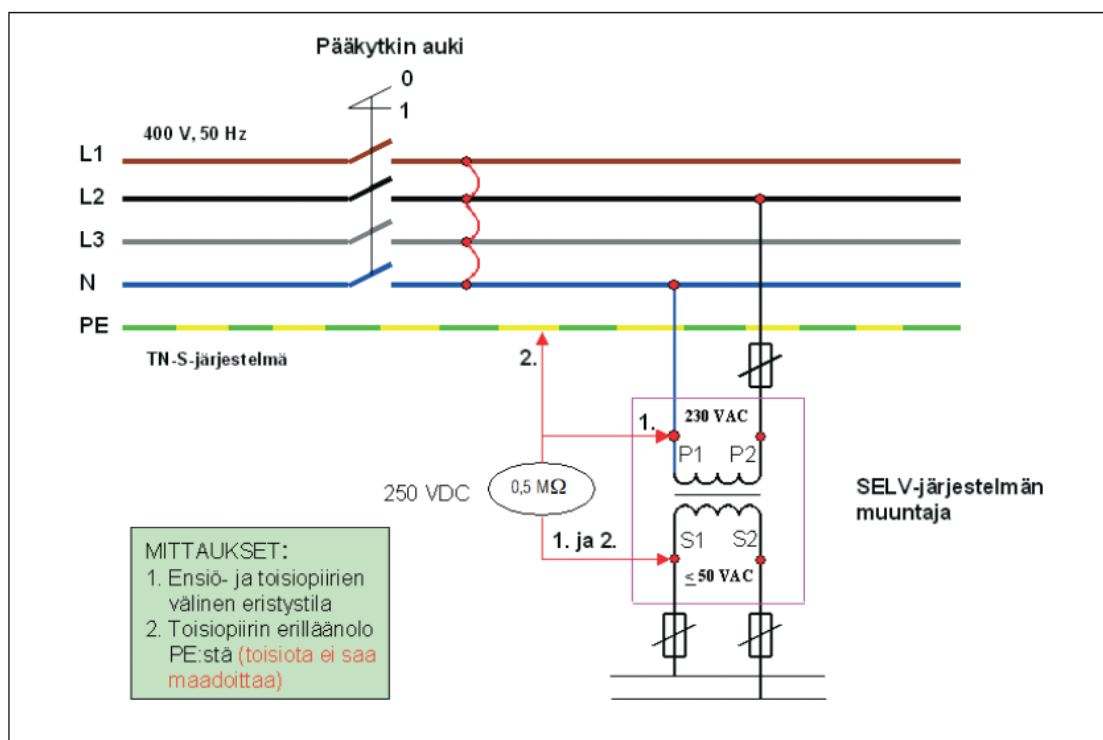 Pääkytkin auki
0
1
400 V, 50 Hz
L1
L2
L3
N
PE
TN-S-järjestelmä
2.
1.
230 VAC
P1 P2
250 VDC
0,5 MΩ
SELV-järjestelmän
muuntaja
1. ja 2.
S1 S2
≤ 50 VAC
MITTAUKSET:
1. Ensiö- ja toisiopiirien
välinen eristystila
2. Toisiopiirin erilläänolo
PE:stä (toisiota ei saa
maadoittaa)